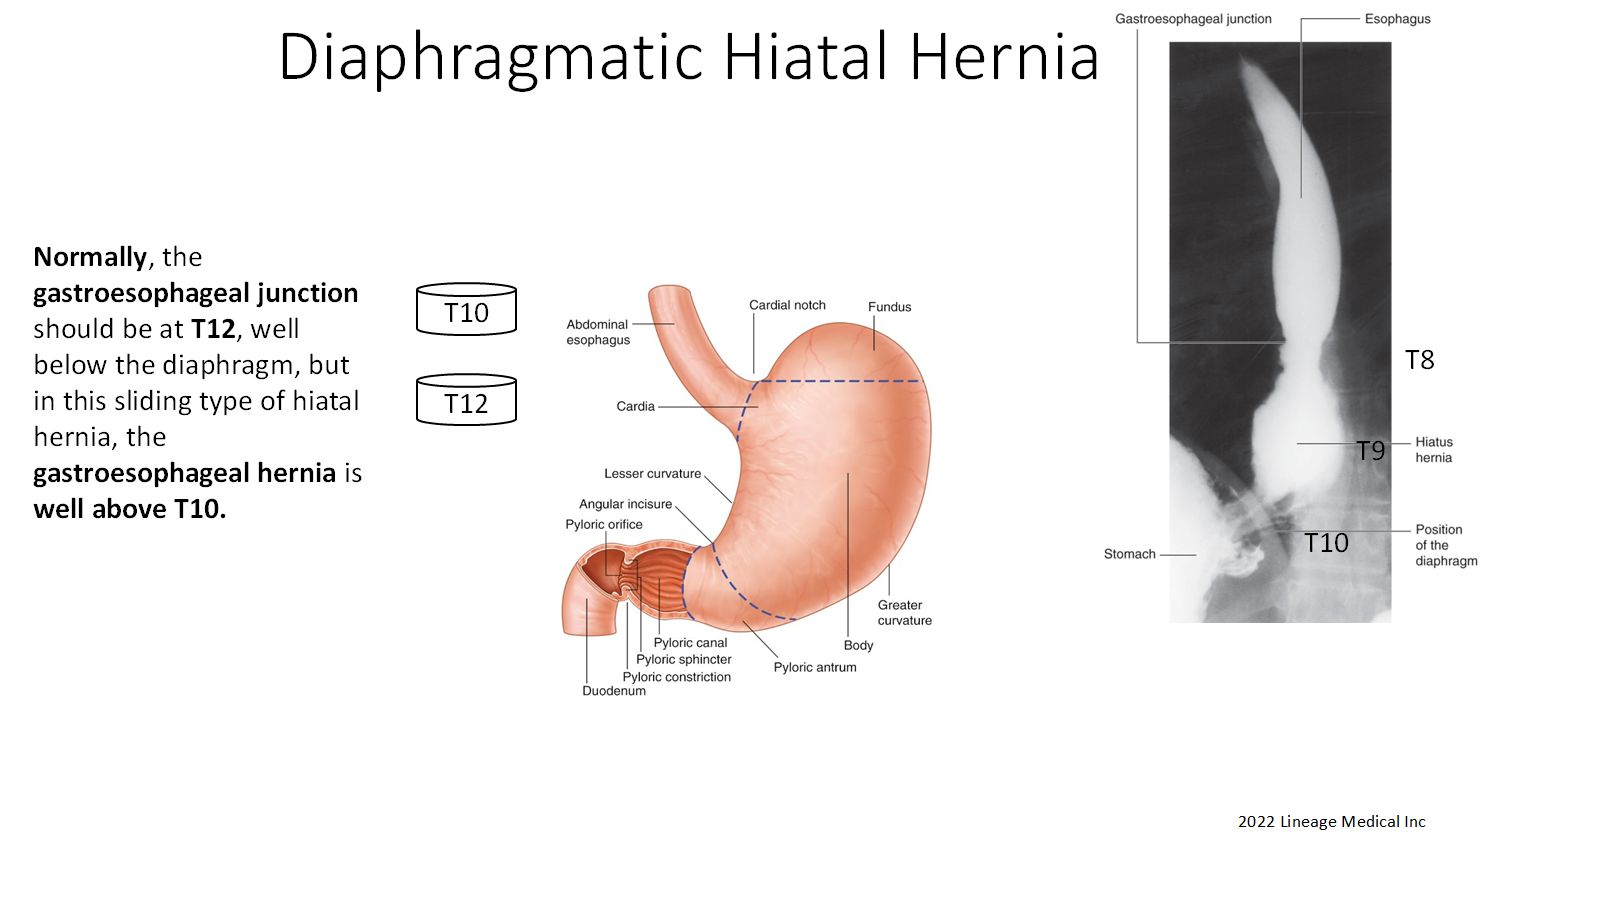 Diaphragmatic Hiatal Hernia
Normally, the
gastroesophageal junction
should be at T12, well
below the diaphragm, but
in this sliding type of hiatal
hernia, the
gastroesophageal hernia is
well above T10.
T10
T12
Abdominal
esophagus
Cardial notch
Fundus
Cardia
Lesser curvature
Angular incisure
Pyloric orifice
Greater
curvature
Body
Pyloric antrum
Pyloric canal
Pyloric sphincter
Pyloric constriction
Duodenum
Gastroesophageal junction
Esophagus
T8
T9
Hiatus
hernia
T10
Position
of the
diaphragm
Stomach
2022 Lineage Medical Inc